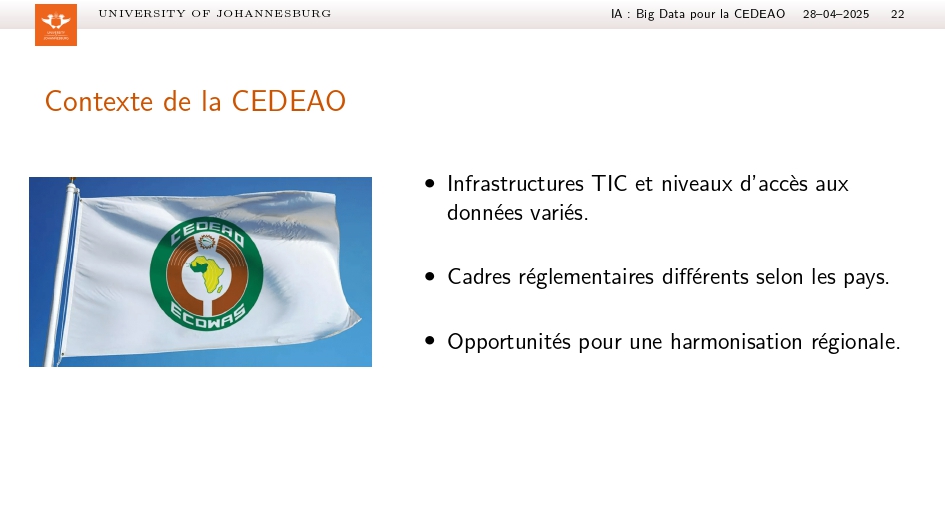 UNIVERSITY OF JOHANNESBURG
IA : Big Data pour la CEDEAO 28–04–2025 22
UNIVERSITY
JOHANNESBURG
Contexte de la CEDEAO
CEDEAO
ECOWAS
• Infrastructures TIC et niveaux d'accès aux
données variés.
• Cadres réglementaires différents selon les pays.
• Opportunités pour une harmonisation régionale.